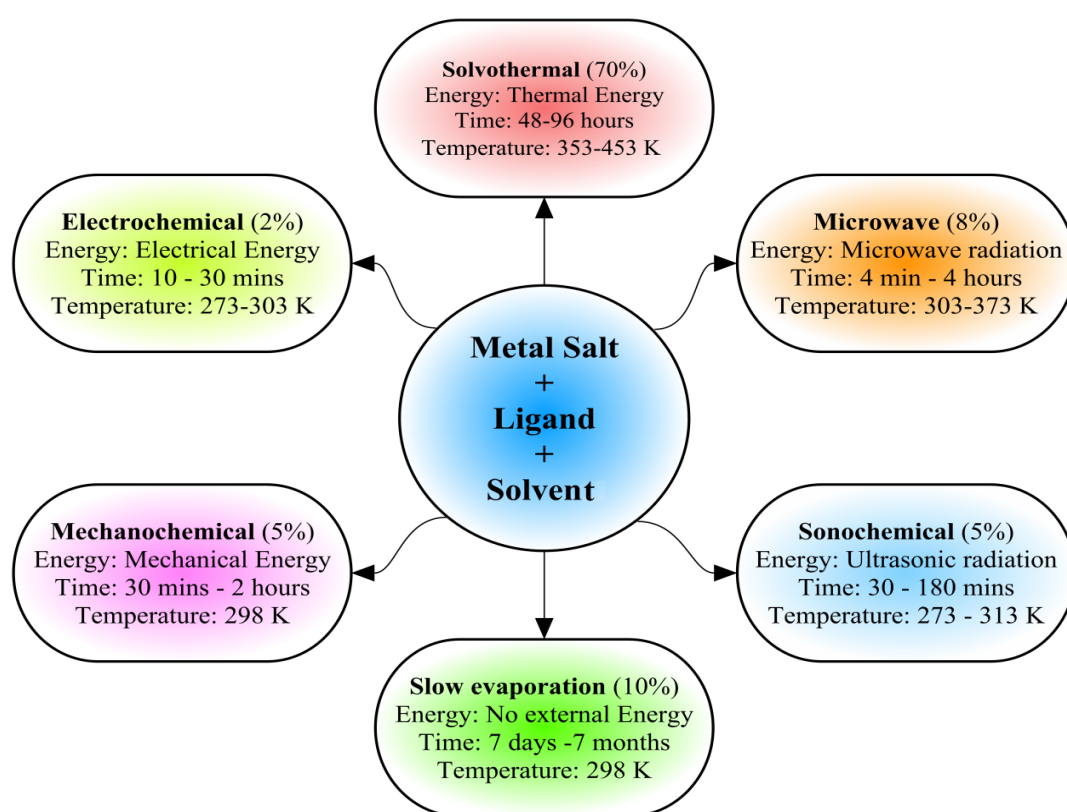 Solvothermal (70%)
Energy: Thermal Energy
Time: 48-96 hours
Temperature: 353-453 K
Electrochemical (2%)
Energy: Electrical Energy
Time: 10 - 30 mins
Temperature: 273-303 K
Microwave (8%)
Energy: Microwave radiation
Time: 4 min - 4 hours
Temperature: 303-373 K
Metal Salt
+
Ligand
+
Solvent
Mechanochemical (5%)
Energy: Mechanical Energy
Time: 30 mins - 2 hours
Temperature: 298 K
Sonochemical (5%)
Energy: Ultrasonic radiation
Time: 30 - 180 mins
Temperature: 273 - 313 K
Slow evaporation (10%)
Energy: No external Energy
Time: 7 days -7 months
Temperature: 298 K